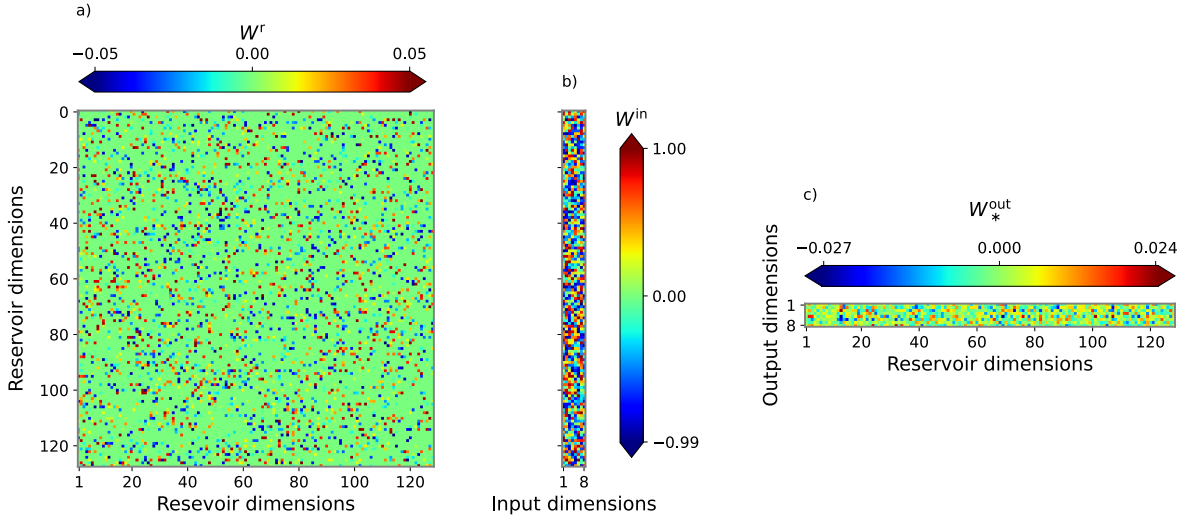 a)
W^r
−0.05 0.00 0.05
0
20
40
60
80
100
120
Reservoir dimensions
1 20 40 60 80 100 120
Resevoir dimensions
b)
W^in
1.00
0.00
−0.99
1 8
Input dimensions
c)
W_*^out
−0.027 0.000 0.024
Output dimensions
1
8
1 20 40 60 80 100 120
Reservoir dimensions